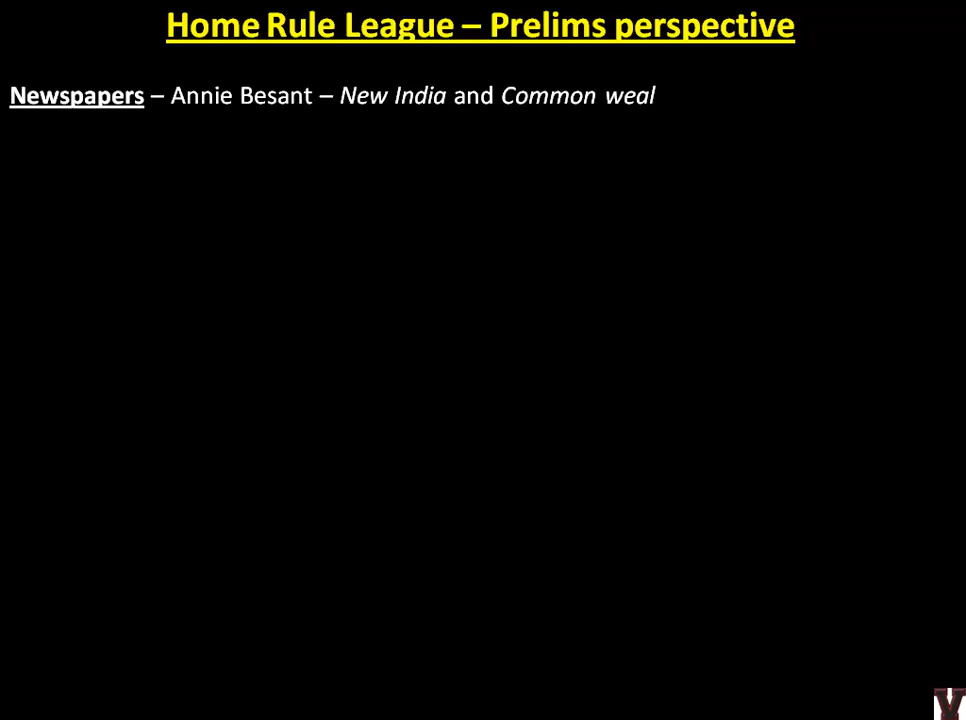 Home Rule League – Prelims perspective
Newspapers – Annie Besant – New India and Common weal